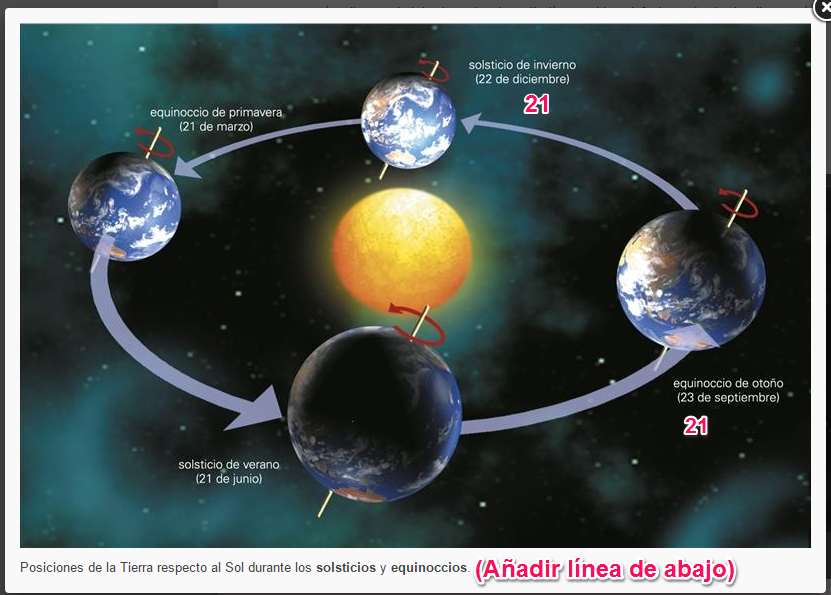 solsticio de invierno
(22 de diciembre)
21
equinoccio de primavera
(21 de marzo)
equinoccio de otoño
(23 de septiembre)
21
solsticio de verano
(21 de junio)
Posiciones de la Tierra respecto al Sol durante los solsticios y equinoccios. (Añadir línea de abajo)